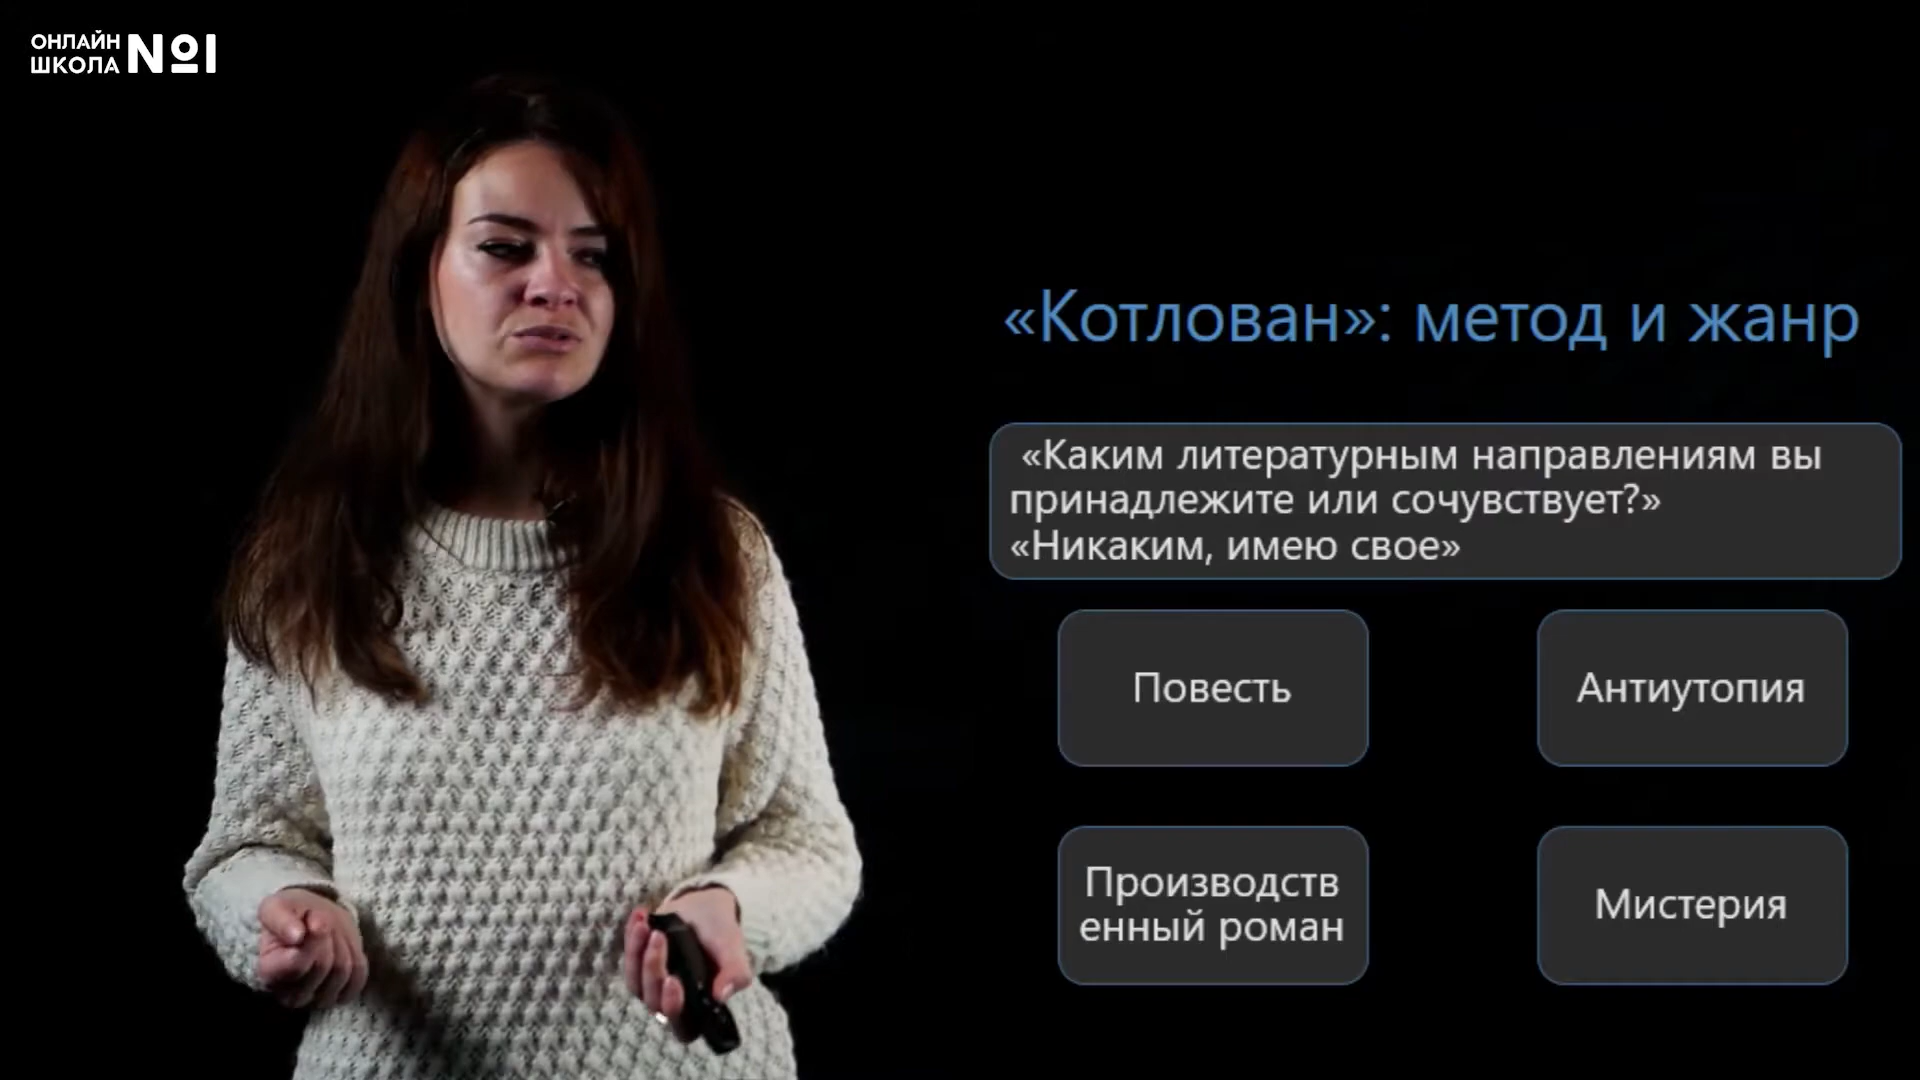 ОНЛАЙН
ШКОЛА №1
«Котлован»: метод и жанр
«Каким литературным направлениям вы
принадлежите или сочувствует?»
«Никаким, имею свое»
Повесть
Антиутопия
Производств
енный роман
Мистерия